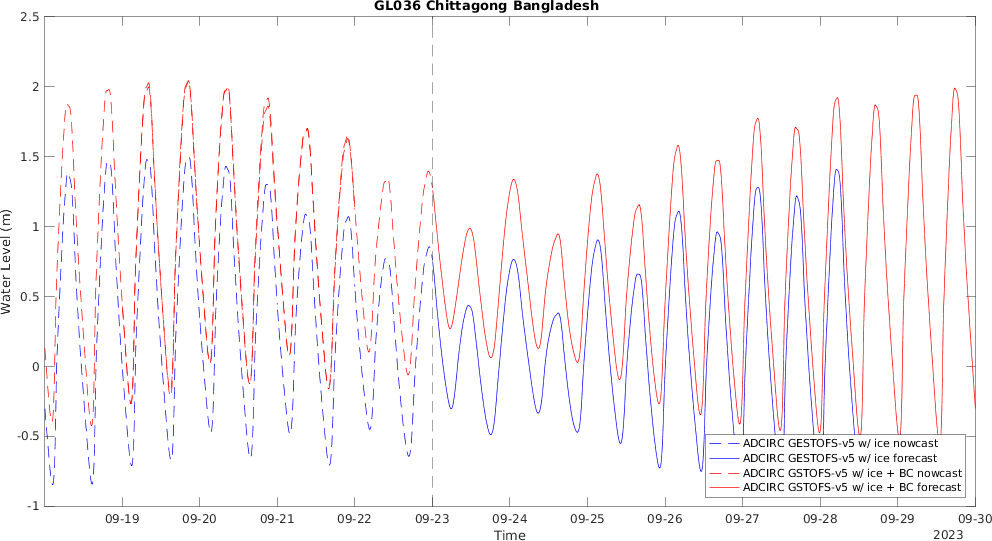 GL036 Chittagong Bangladesh
2.5
2
1.5
1
0.5
0
-0.5
-1
Water Level (m)
ADCIRC GESTOFS-v5 w/ ice nowcast
ADCIRC GESTOFS-v5 w/ ice forecast
ADCIRC GSTOFS-v5 w/ ice + BC nowcast
ADCIRC GSTOFS-v5 w/ ice + BC forecast
09-19 09-20 09-21 09-22 09-23 09-24 09-25 09-26 09-27 09-28 09-29 09-30
Time
2023